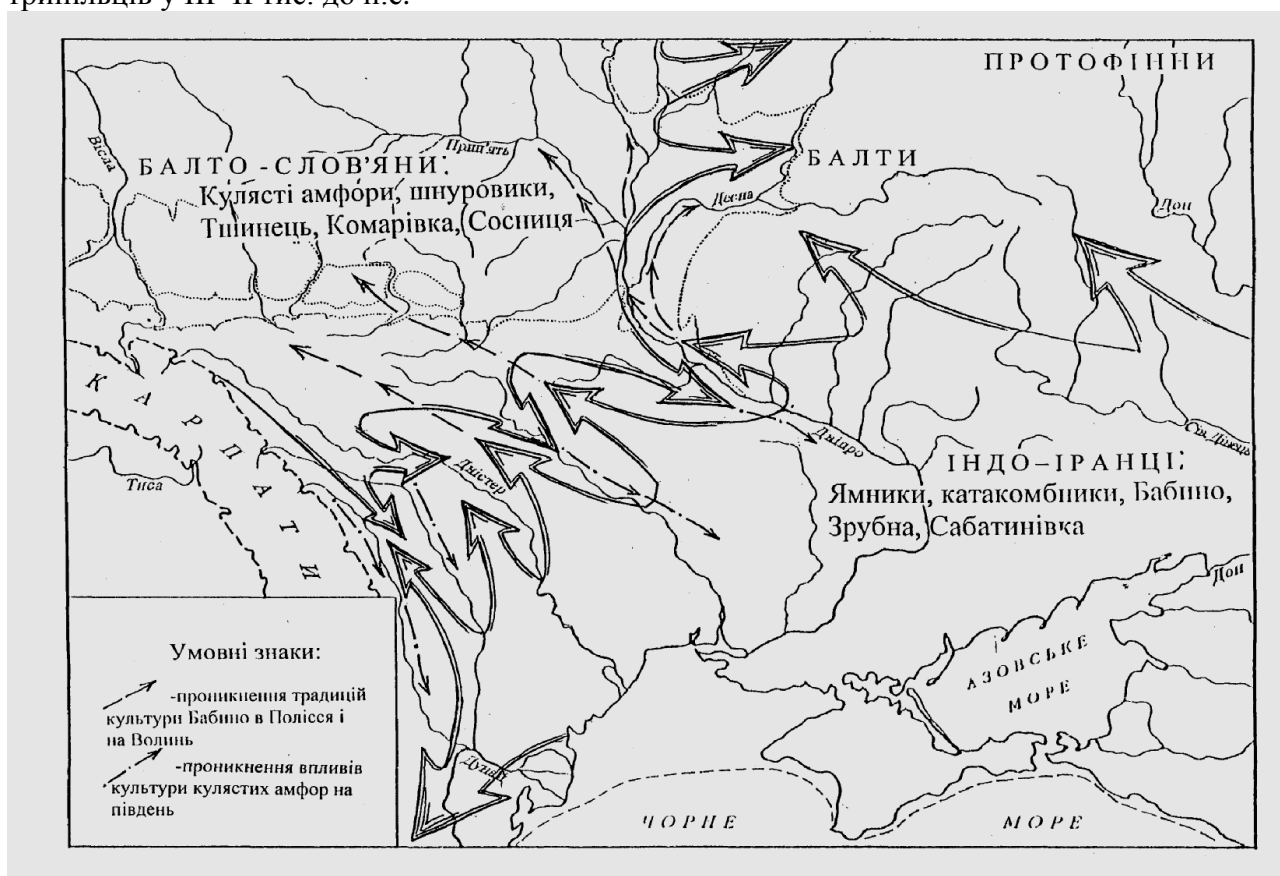 трипільців у ІІІ-ІІ тис. до н.е.
ПРОТОФІННИ
Вісла
Прип'ять
БАЛТО-СЛОВ'ЯНИ:
Кулясті амфори, шнуровики,
Тшинець, Комарівка, Сосниця
БАЛТИ
Десна
Дон
КАРПАТИ
Тиса
Дністер
Дніпро
Сів. Донець
ІНДО-ІРАНЦІ:
Ямники, катакомбники, Бабино,
Зрубна, Сабатинівка
Дон
Умовні знаки:
-проникнення традицій
культури Бабино в Полісся і
на Волинь
-проникнення впливів
культури кулястих амфор на
південь
АЗОВСЬКЕ
МОРЕ
ЧОРНЕ МОРЕ